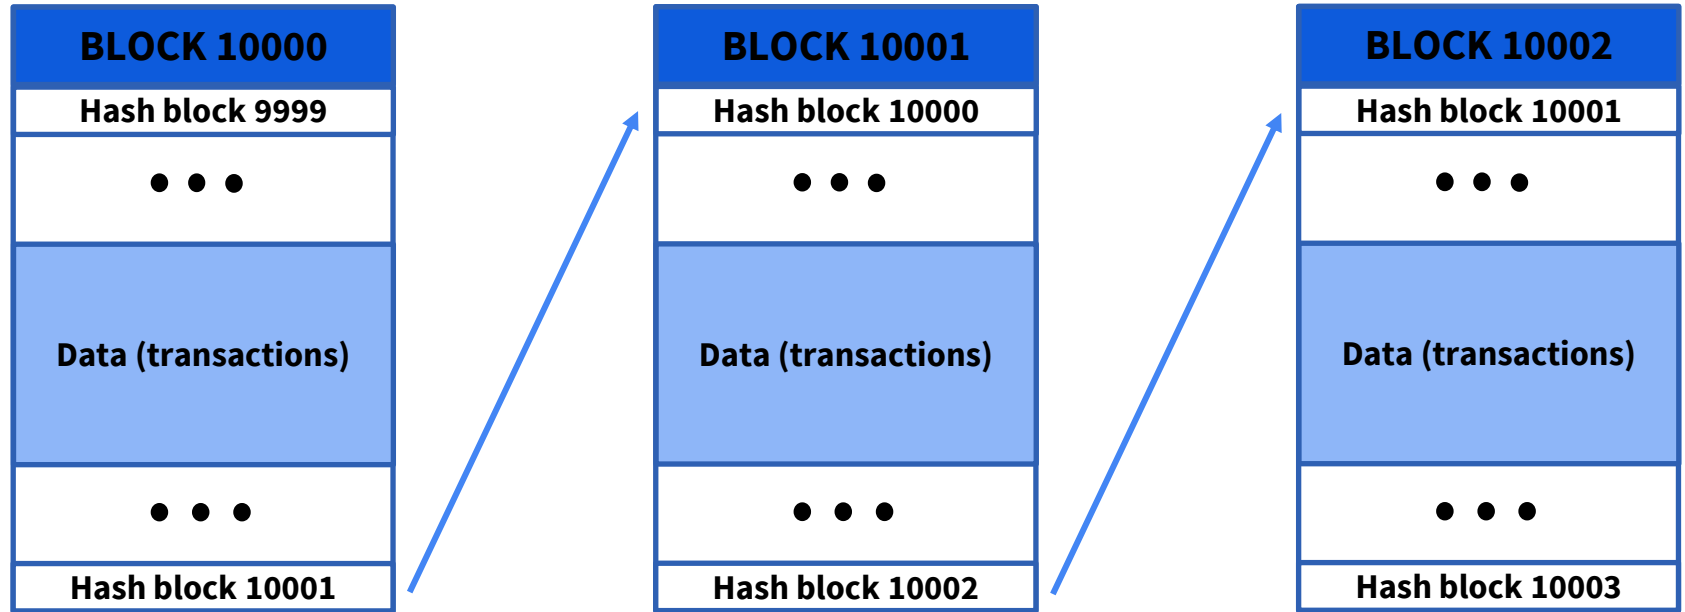 BLOCK 10000
Hash block 9999
• • •
Data (transactions)
• • •
Hash block 10001
BLOCK 10001
Hash block 10000
• • •
Data (transactions)
• • •
Hash block 10002
BLOCK 10002
Hash block 10001
• • •
Data (transactions)
• • •
Hash block 10003